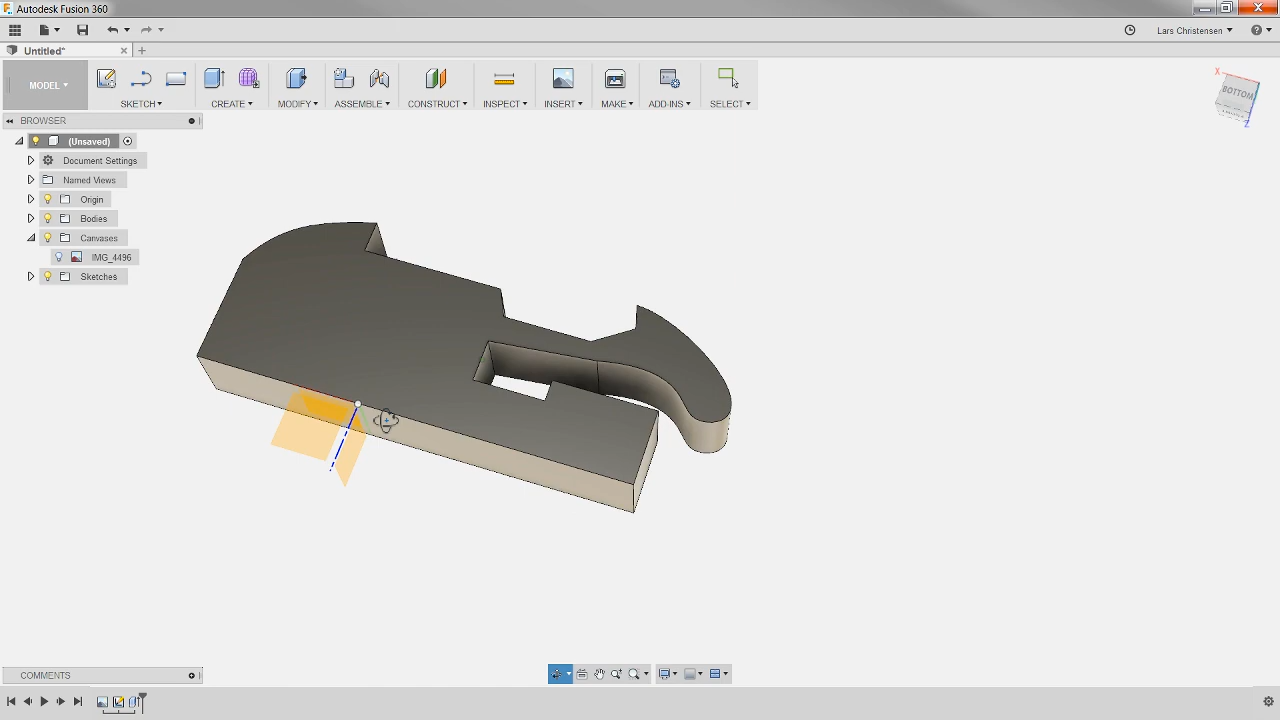 Autodesk Fusion 360
Lars Christensen
Untitled*
MODEL
SKETCH
CREATE
MODIFY
ASSEMBLE
CONSTRUCT
INSPECT
INSERT
MAKE
ADD-INS
SELECT
X
BOTTOM
Z
BROWSER
(Unsaved)
Document Settings
Named Views
Origin
Bodies
Canvases
IMG_4496
Sketches
COMMENTS